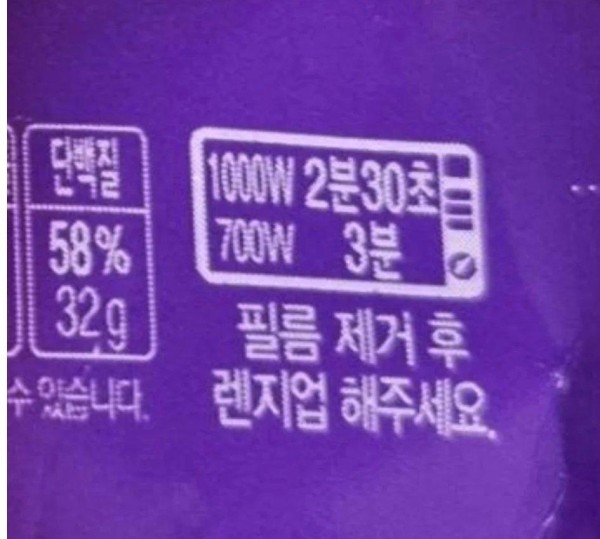 단백질
58%
32g
수 있습니다.
1000W 2분30초
700W 3분
필름 제거 후
렌지업 해주세요.